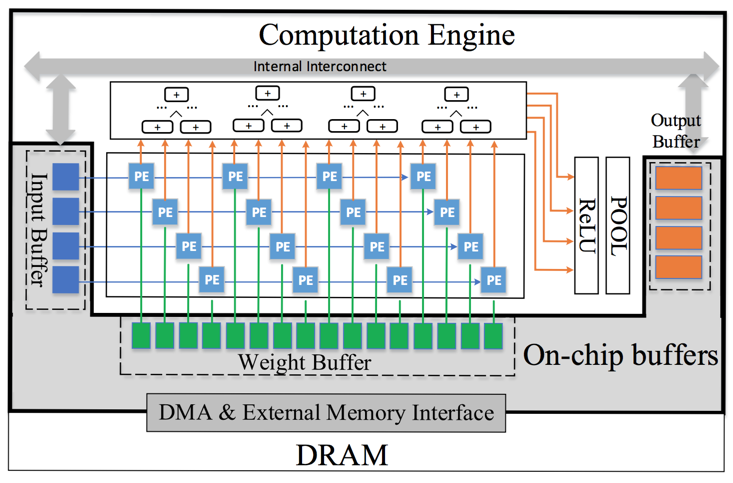 Computation Engine
Internal Interconnect
+ + + +
... ... ... ... ... ... ... ...
+ + + + + + + +
Output
Buffer
Input Buffer
PE PE PE PE
PE PE PE PE
PE PE PE PE
PE PE PE PE
ReLU
POOL
Weight Buffer
On-chip buffers
DMA & External Memory Interface
DRAM